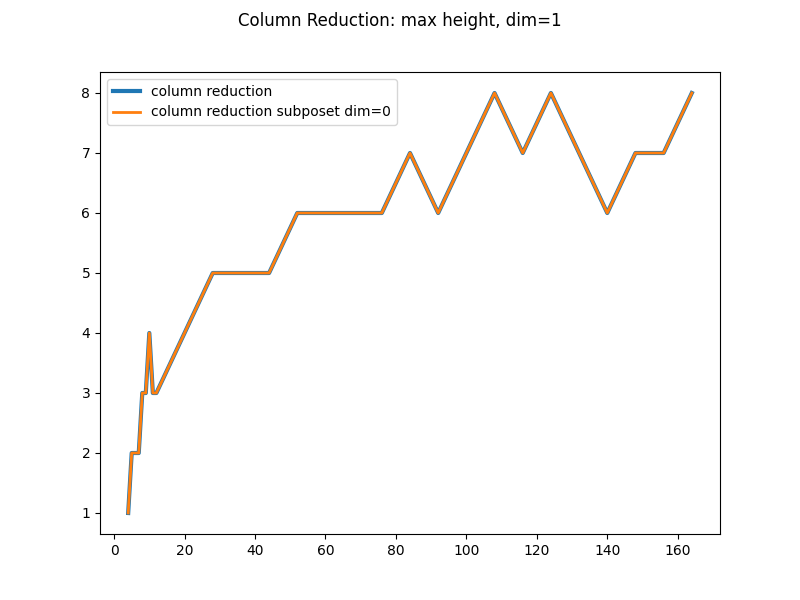 Column Reduction: max height, dim=1
column reduction
column reduction subposet dim=0
8
7
6
5
4
3
2
1
0 20 40 60 80 100 120 140 160